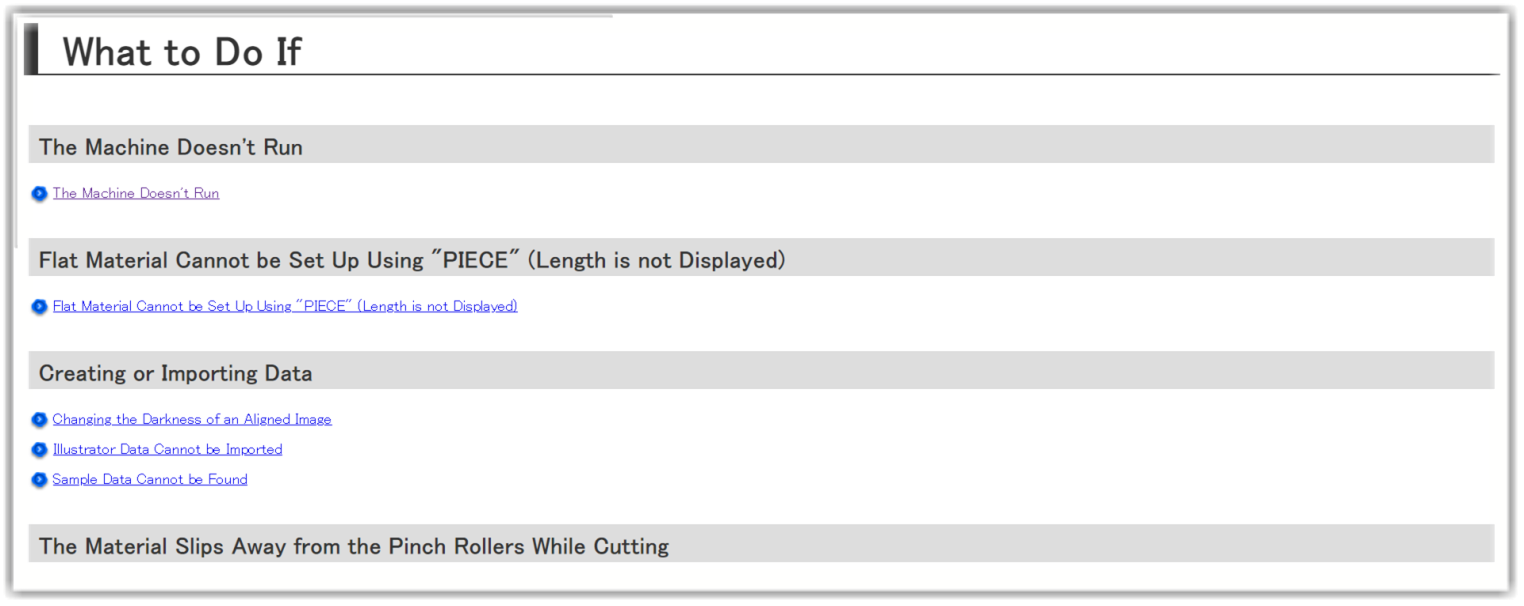 What to Do If
The Machine Doesn't Run
The Machine Doesn't Run
Flat Material Cannot be Set Up Using "PIECE" (Length is not Displayed)
Flat Material Cannot be Set Up Using "PIECE" (Length is not Displayed)
Creating or Importing Data
Changing the Darkness of an Aligned Image
Illustrator Data Cannot be Imported
Sample Data Cannot be Found
The Material Slips Away from the Pinch Rollers While Cutting